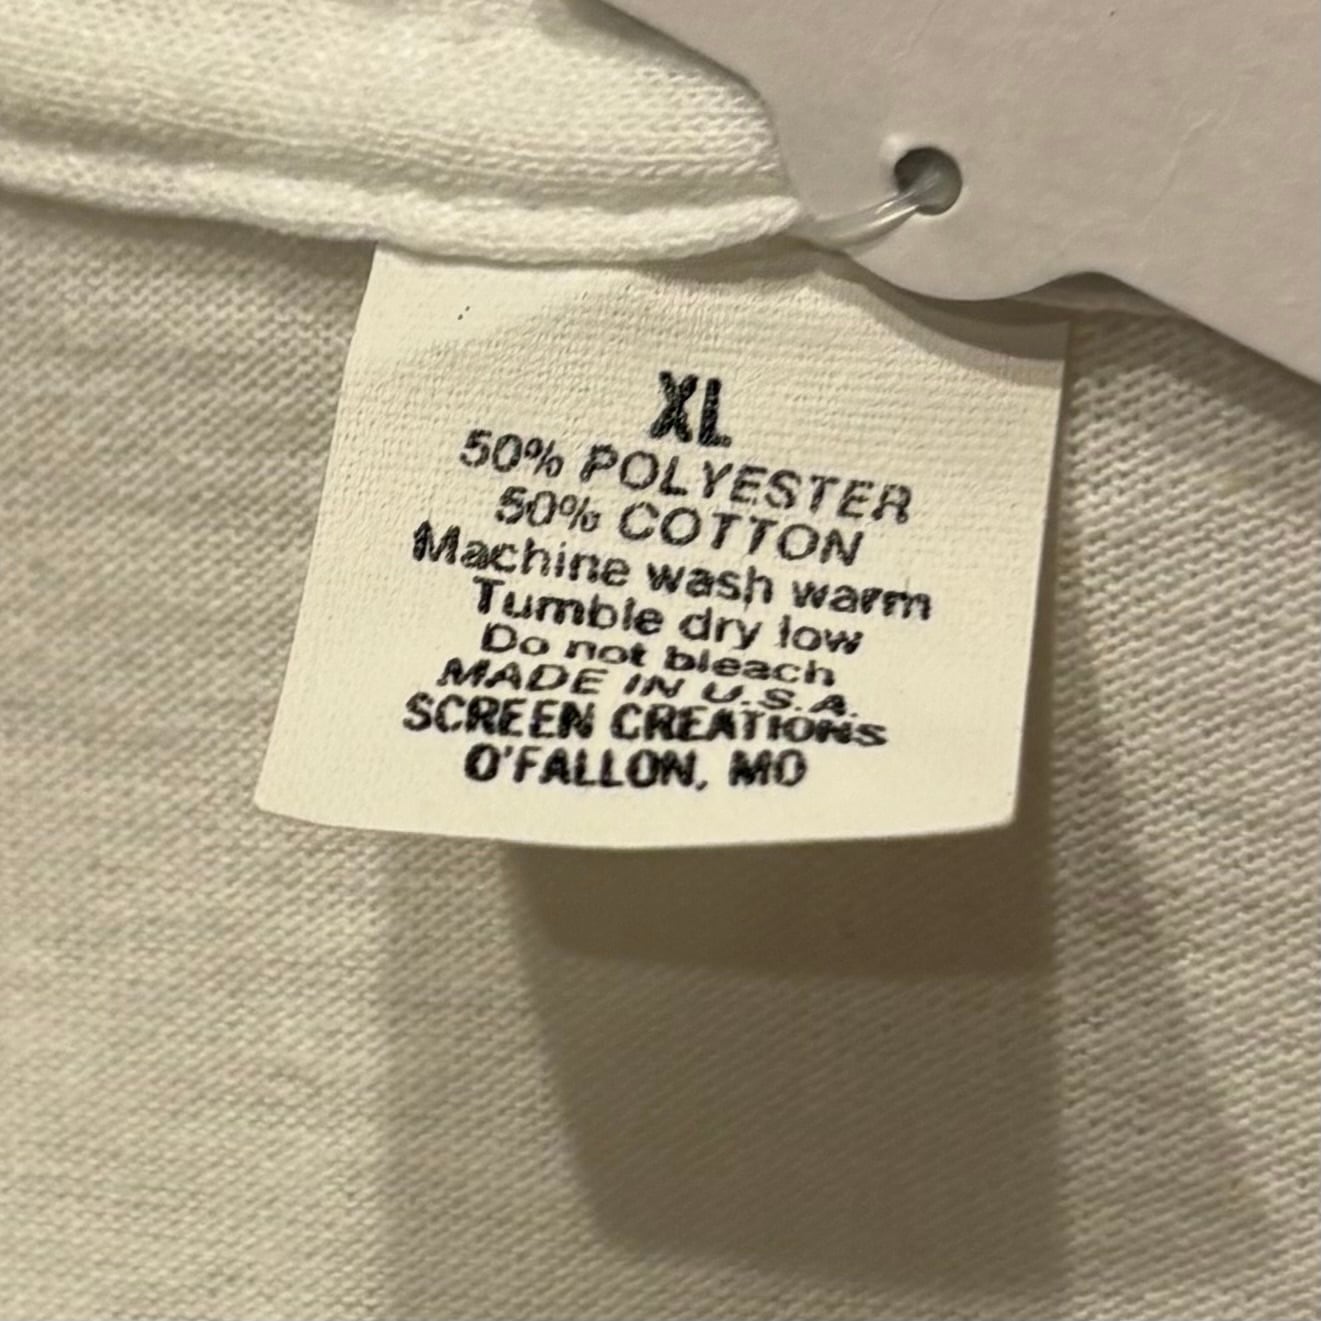 XL
50% POLYESTER
50% COTTON
Machine wash warm
Tumble dry low
Do not bleach
MADE IN U.S.A.
SCREEN CREATIONS
O'FALLON, MO